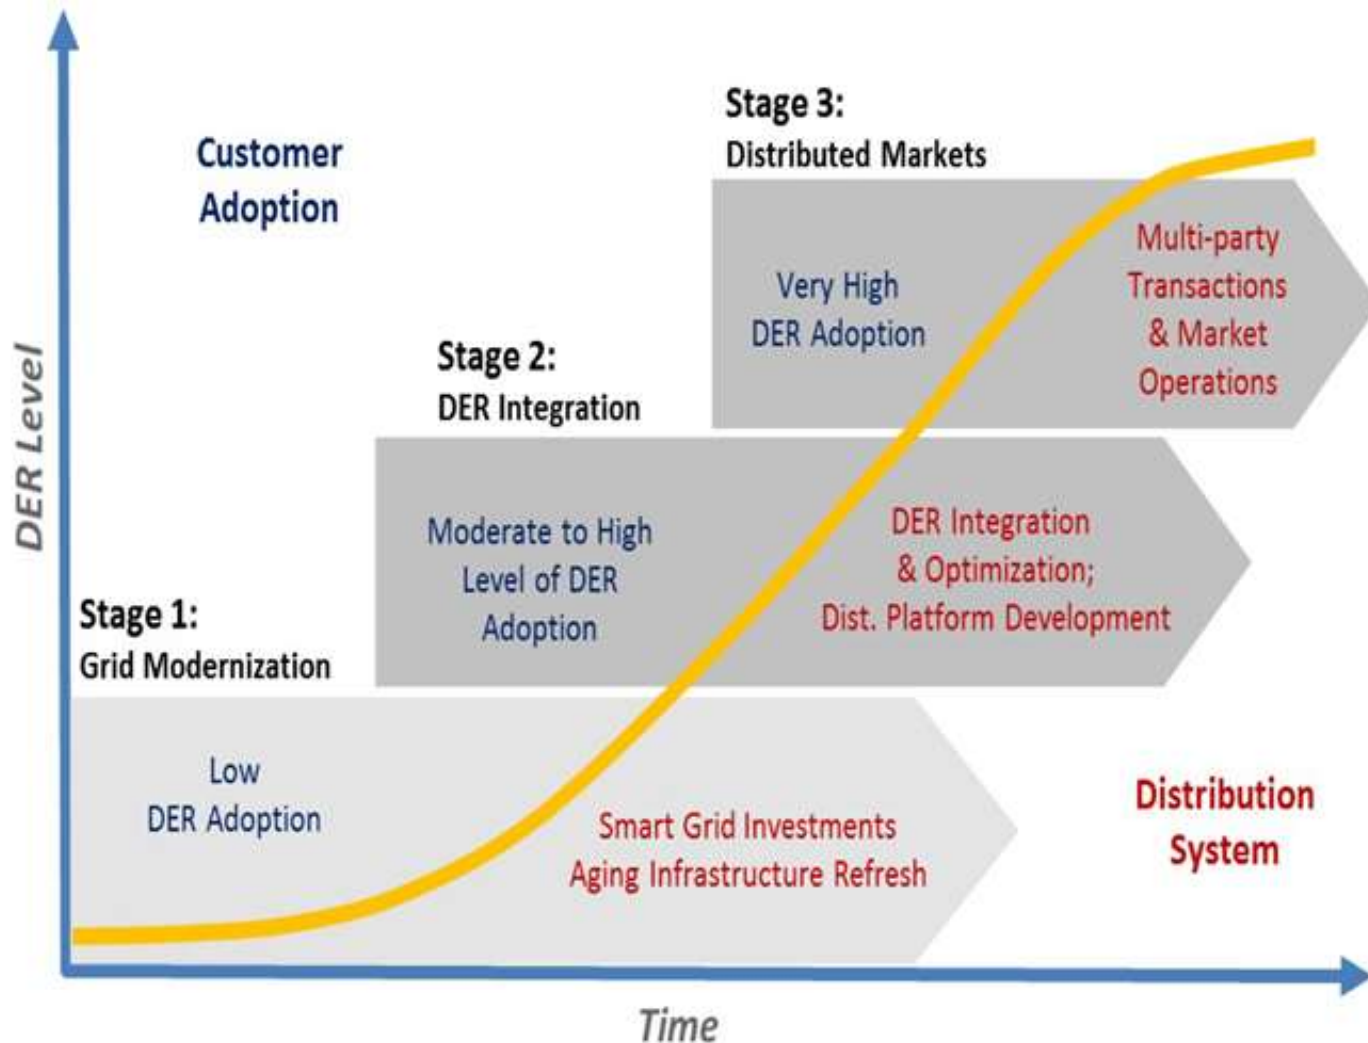 Customer
Adoption
Stage 3:
Distributed Markets
Very High
DER Adoption
Multi-party
Transactions
& Market
Operations
Stage 2:
DER Integration
Moderate to High
Level of DER
Adoption
DER Integration
& Optimization;
Dist. Platform Development
Stage 1:
Grid Modernization
Low
DER Adoption
Smart Grid Investments
Aging Infrastructure Refresh
Distribution
System
DER Level
Time